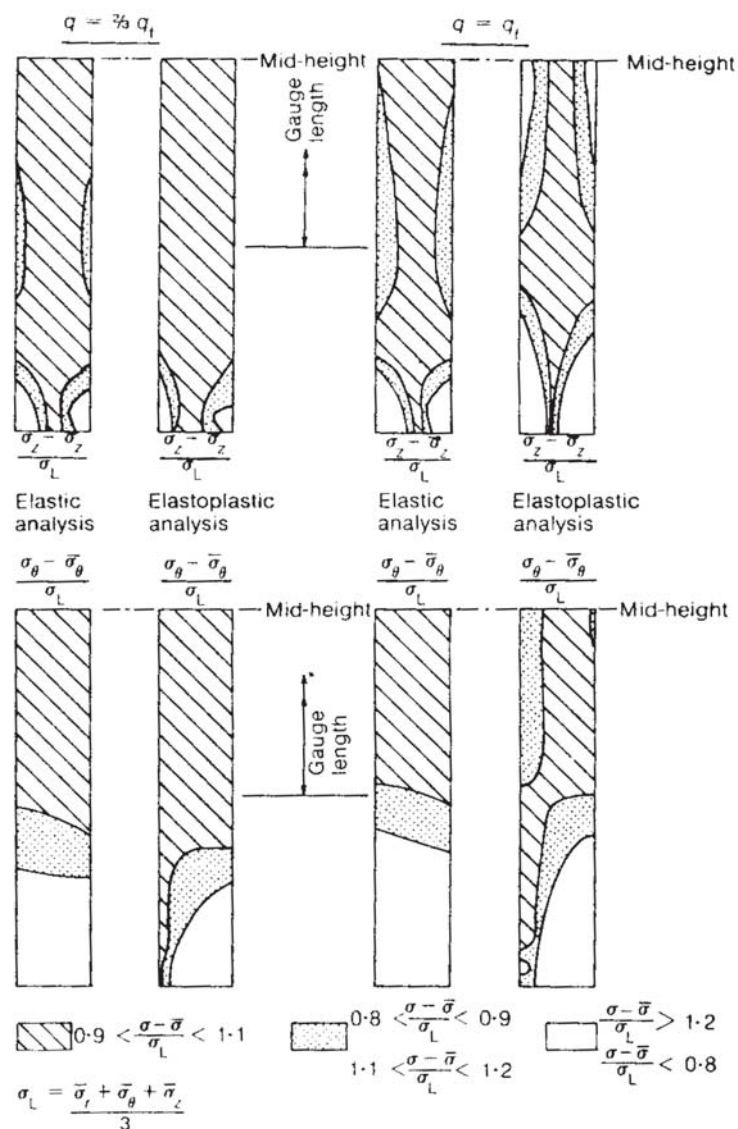 q = ⅔ q_f
q = q_f
Mid-height
Mid-height
Gauge length
σ_z − σ̄_z / σ_L
σ_z − σ̄_z / σ_L
σ_z − σ̄_z / σ_L
σ_z − σ̄_z / σ_L
Elastic analysis
Elastoplastic analysis
Elastic analysis
Elastoplastic analysis
σ_θ − σ̄_θ / σ_L
σ_θ − σ̄_θ / σ_L
σ_θ − σ̄_θ / σ_L
σ_θ − σ̄_θ / σ_L
Mid-height
Mid-height
Gauge length
0·9 < σ−σ̄ / σ_L < 1·1
0·8 < σ−σ̄ / σ_L < 0·9
1·1 < σ−σ̄ / σ_L < 1·2
σ−σ̄ / σ_L > 1·2
σ−σ̄ / σ_L < 0·8
σ_L = σ̄_r + σ̄_θ + σ̄_z / 3